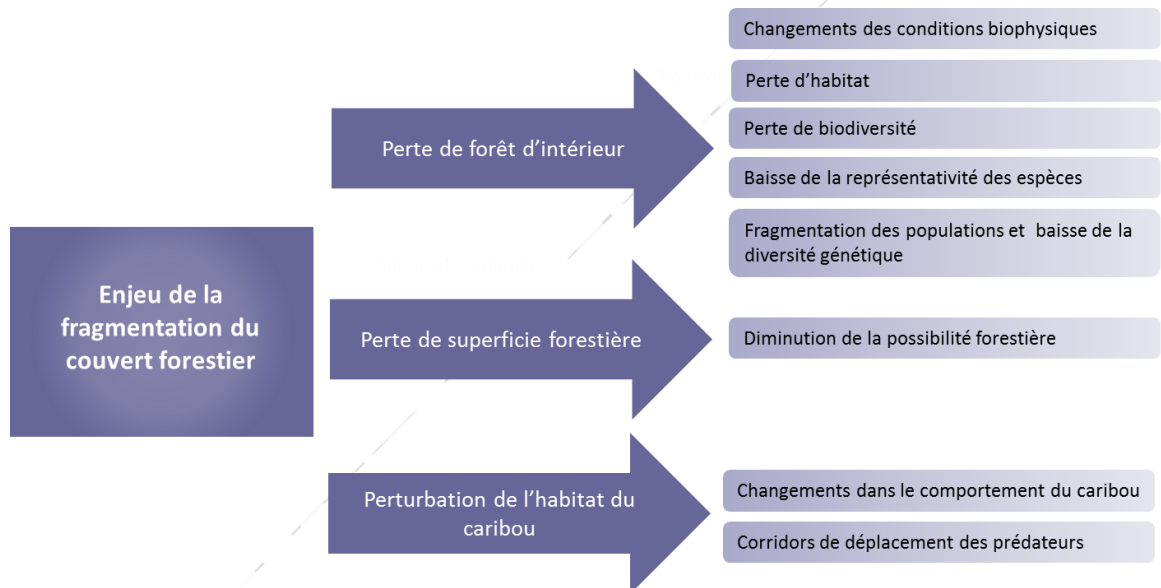 Enjeu de la
fragmentation du
couvert forestier
Perte de forêt d'intérieur
Changements des conditions biophysiques
Perte d'habitat
Perte de biodiversité
Baisse de la représentativité des espèces
Fragmentation des populations et baisse de la
diversité génétique
Perte de superficie forestière
Diminution de la possibilité forestière
Perturbation de l'habitat du
caribou
Changements dans le comportement du caribou
Corridors de déplacement des prédateurs